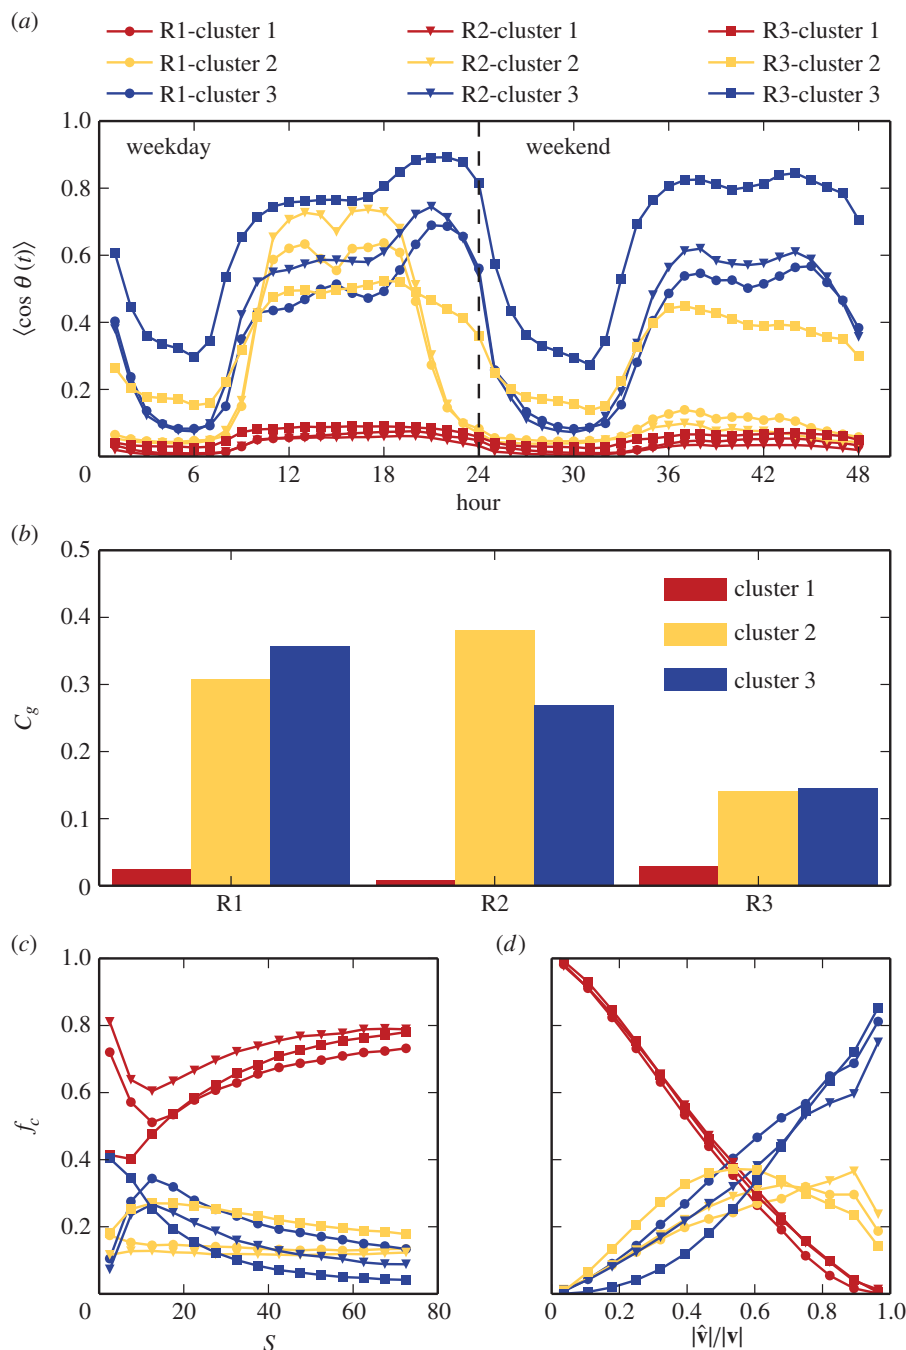 (a)
R1-cluster 1 R2-cluster 1 R3-cluster 1
R1-cluster 2 R2-cluster 2 R3-cluster 2
R1-cluster 3 R2-cluster 3 R3-cluster 3
1.0
weekday weekend
0.8
0.6
⟨cos θ (t)⟩
0.4
0.2
0 6 12 18 24 30 36 42 48
hour
(b)
0.5
cluster 1
0.4
cluster 2
0.3
cluster 3
C_g
0.2
0.1
0
R1 R2 R3
(c) (d)
1.0
0.8
0.6
f_c
0.4
0.2
0 20 40 60 80 0 0.2 0.4 0.6 0.8 1.0
S |v̂|/|v|